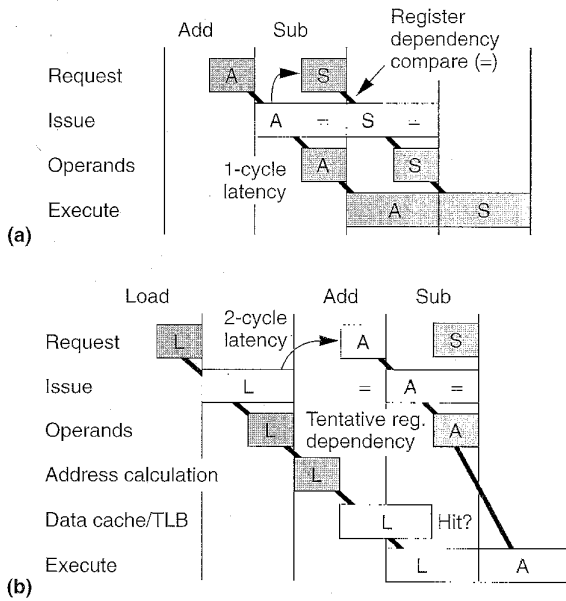 Add Sub
Register
dependency
compare (=)
Request A S
Issue A = S =
1-cycle
latency
Operands A S
Execute A S
(a)
Load Add Sub
2-cycle
latency
Request L A S
Issue L = A =
Tentative reg.
dependency
Operands L A
Address calculation L
Data cache/TLB L Hit?
Execute L A
(b)